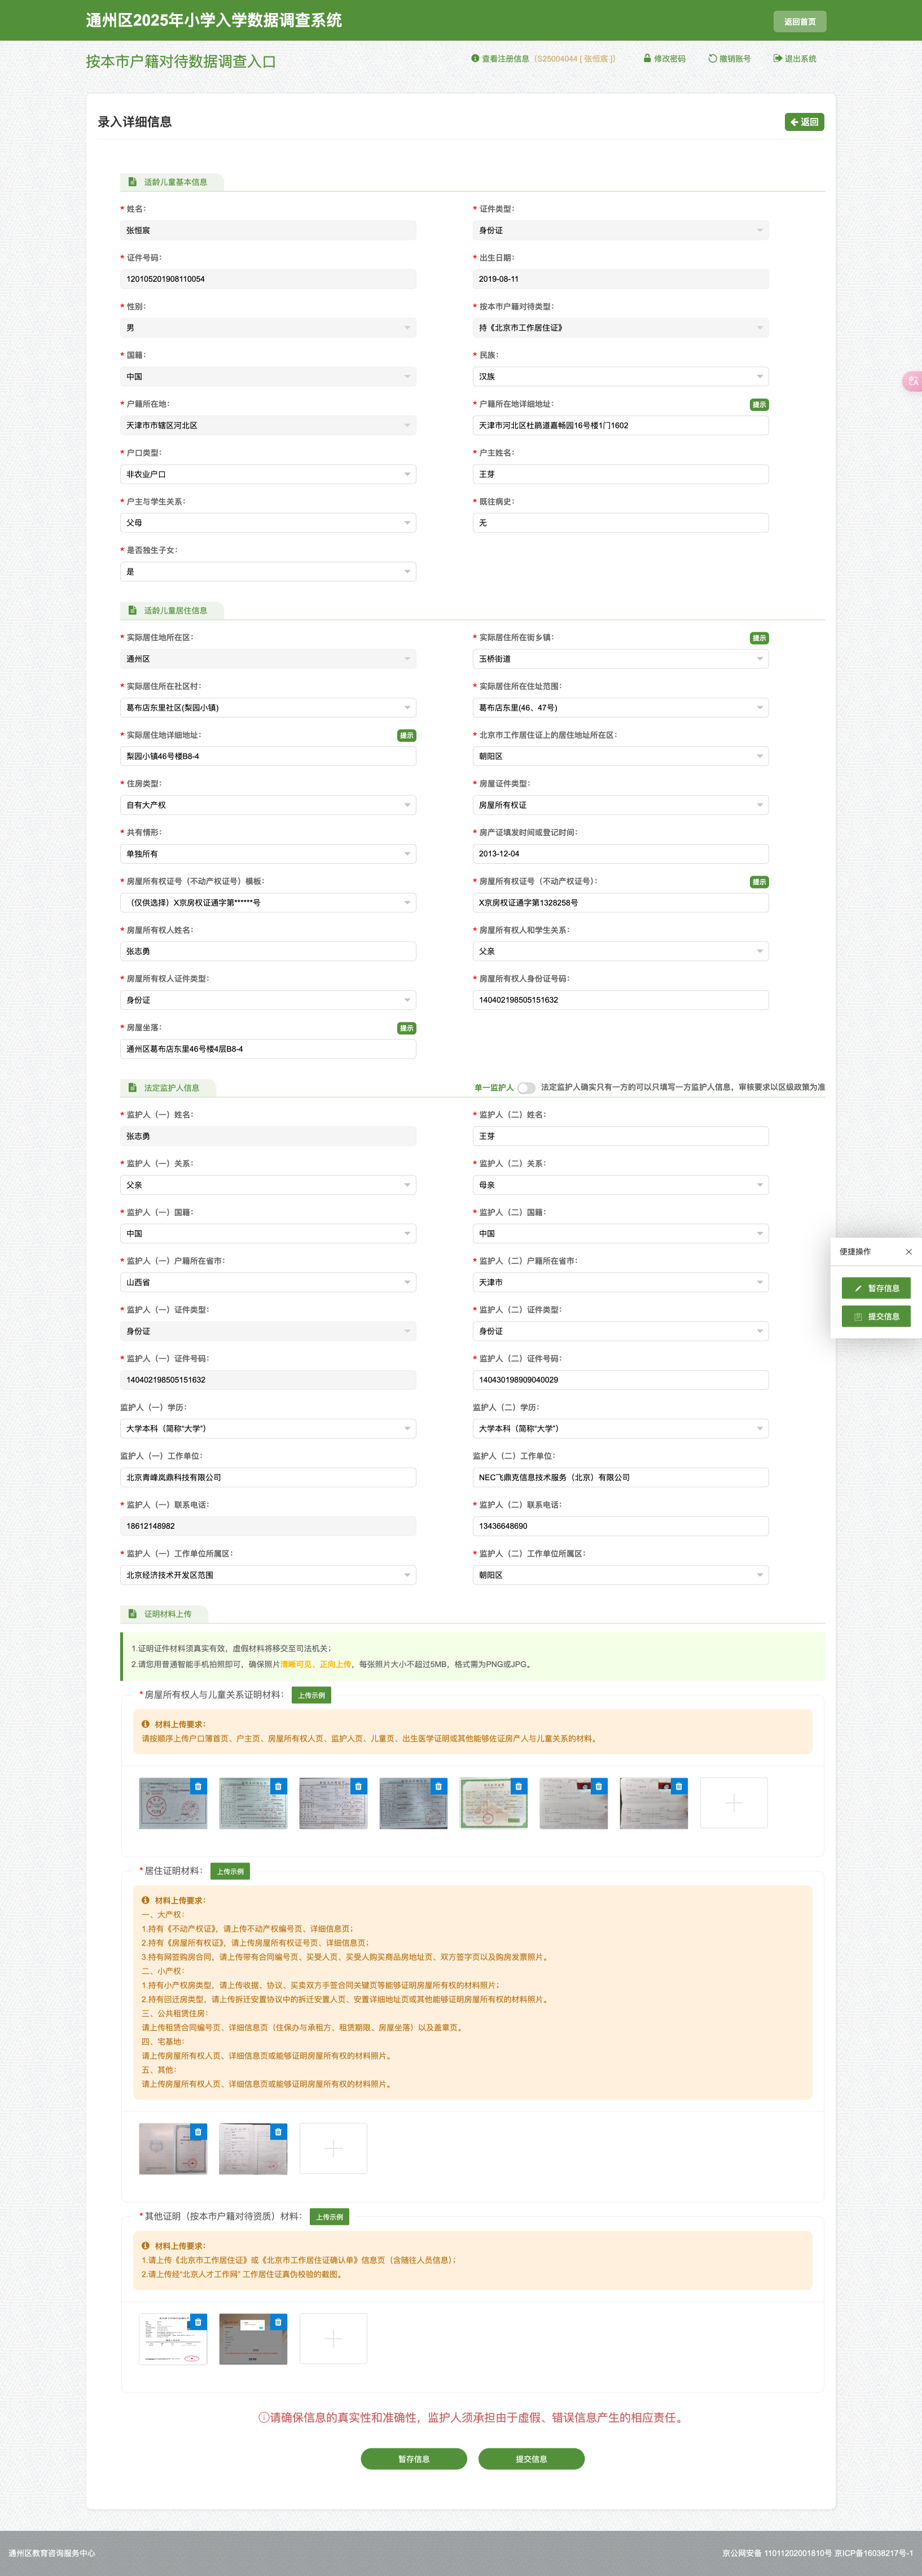 通州区2025年小学入学数据调查系统
返回首页
按本市户籍对待数据调查入口
查看注册信息（S25004044 [ 张恒宸 ]）
修改密码
撤销账号
退出系统
录入详细信息
返回
适龄儿童基本信息
* 姓名：
* 证件类型：
张恒宸
身份证
* 证件号码：
* 出生日期：
120105201908110054
2019-08-11
* 性别：
* 按本市户籍对待类型：
男
持《北京市工作居住证》
* 国籍：
* 民族：
中国
汉族
* 户籍所在地：
* 户籍所在地详细地址：
提示
天津市市辖区河北区
天津市河北区杜鹃道嘉畅园16号楼1门1602
* 户口类型：
* 户主姓名：
非农业户口
王芽
* 户主与学生关系：
* 既往病史：
父母
无
* 是否独生子女：
是
适龄儿童居住信息
* 实际居住地所在区：
* 实际居住所在街乡镇：
提示
通州区
玉桥街道
* 实际居住所在社区村：
* 实际居住所在住址范围：
葛布店东里社区(梨园小镇)
葛布店东里(46、47号)
* 实际居住地详细地址：
提示
* 北京市工作居住证上的居住地址所在区：
梨园小镇46号楼B8-4
朝阳区
* 住房类型：
* 房屋证件类型：
自有大产权
房屋所有权证
* 共有情形：
* 房产证填发时间或登记时间：
单独所有
2013-12-04
* 房屋所有权证号（不动产权证号）模板：
* 房屋所有权证号（不动产权证号）：
提示
（仅供选择）X京房权证通字第******号
X京房权证通字第1328258号
* 房屋所有权人姓名：
* 房屋所有权人和学生关系：
张志勇
父亲
* 房屋所有权人证件类型：
* 房屋所有权人身份证号码：
身份证
140402198505151632
* 房屋坐落：
提示
通州区葛布店东里46号楼4层B8-4
法定监护人信息
单一监护人
法定监护人确实只有一方的可以只填写一方监护人信息，审核要求以区级政策为准
* 监护人（一）姓名：
* 监护人（二）姓名：
张志勇
王芽
* 监护人（一）关系：
* 监护人（二）关系：
父亲
母亲
* 监护人（一）国籍：
* 监护人（二）国籍：
中国
中国
* 监护人（一）户籍所在省市：
* 监护人（二）户籍所在省市：
山西省
天津市
* 监护人（一）证件类型：
* 监护人（二）证件类型：
身份证
身份证
* 监护人（一）证件号码：
* 监护人（二）证件号码：
140402198505151632
140430198909040029
监护人（一）学历：
监护人（二）学历：
大学本科（简称“大学”）
大学本科（简称“大学”）
监护人（一）工作单位：
监护人（二）工作单位：
北京青峰岚鼎科技有限公司
NEC飞鼎克信息技术服务（北京）有限公司
* 监护人（一）联系电话：
* 监护人（二）联系电话：
18612148982
13436648690
* 监护人（一）工作单位所属区：
* 监护人（二）工作单位所属区：
北京经济技术开发区范围
朝阳区
便捷操作
暂存信息
提交信息
证明材料上传
1.证明证件材料须真实有效，虚假材料将移交至司法机关；
2.请您用普通智能手机拍照即可，确保照片清晰可见、正向上传，每张照片大小不超过5MB，格式需为PNG或JPG。
* 房屋所有权人与儿童关系证明材料：
上传示例
材料上传要求：
请按顺序上传户口簿首页、户主页、房屋所有权人页、监护人页、儿童页、出生医学证明或其他能够佐证房产人与儿童关系的材料。
* 居住证明材料：
上传示例
材料上传要求：
一、大产权：
1.持有《不动产权证》，请上传不动产权编号页、详细信息页；
2.持有《房屋所有权证》，请上传房屋所有权证号页、详细信息页；
3.持有网签购房合同，请上传带有合同编号页、买受人页、买受人购买商品房地址页、双方签字页以及购房发票照片。
二、小产权：
1.持有小产权房类型，请上传收据、协议、买卖双方手签合同关键页等能够证明房屋所有权的材料照片；
2.持有回迁房类型，请上传拆迁安置协议中的拆迁安置人页、安置详细地址页或其他能够证明房屋所有权的材料照片。
三、公共租赁住房：
请上传租赁合同编号页、详细信息页（住保办与承租方、租赁期限、房屋坐落）以及盖章页。
四、宅基地：
请上传房屋所有权人页、详细信息页或能够证明房屋所有权的材料照片。
五、其他：
请上传房屋所有权人页、详细信息页或能够证明房屋所有权的材料照片。
* 其他证明（按本市户籍对待资质）材料：
上传示例
材料上传要求：
1.请上传《北京市工作居住证》或《北京市工作居住证确认单》信息页（含随往人员信息）；
2.请上传经“北京人才工作网” 工作居住证真伪校验的截图。
请确保信息的真实性和准确性，监护人须承担由于虚假、错误信息产生的相应责任。
暂存信息
提交信息
通州区教育咨询服务中心
京公网安备 11011202001810号 京ICP备16038217号-1